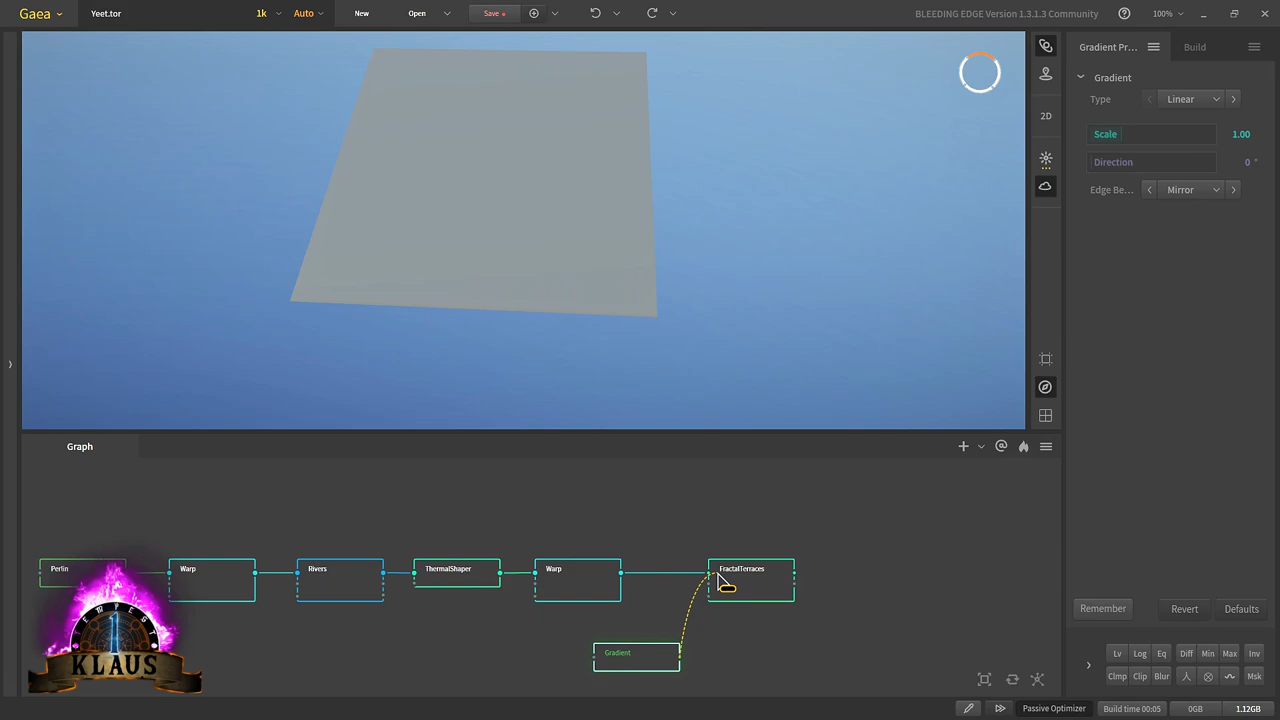 Gaea
Yeet.tor
1k
Auto
New
Open
Save
BLEEDING EDGE Version 1.3.1.3 Community
100%
Gradient Pr...
Build
Gradient
Type
Linear
Scale
1.00
Direction
0 °
Edge Be...
Mirror
2D
Graph
Perlin
Warp
Rivers
ThermalShaper
Warp
FractalTerraces
Gradient
TEMPEST
1
KLAUS
Remember
Revert
Defaults
Lv
Log
Eq
Diff
Min
Max
Inv
Clmp
Clip
Blur
Msk
Passive Optimizer
Build time 00:05
0GB
1.12GB